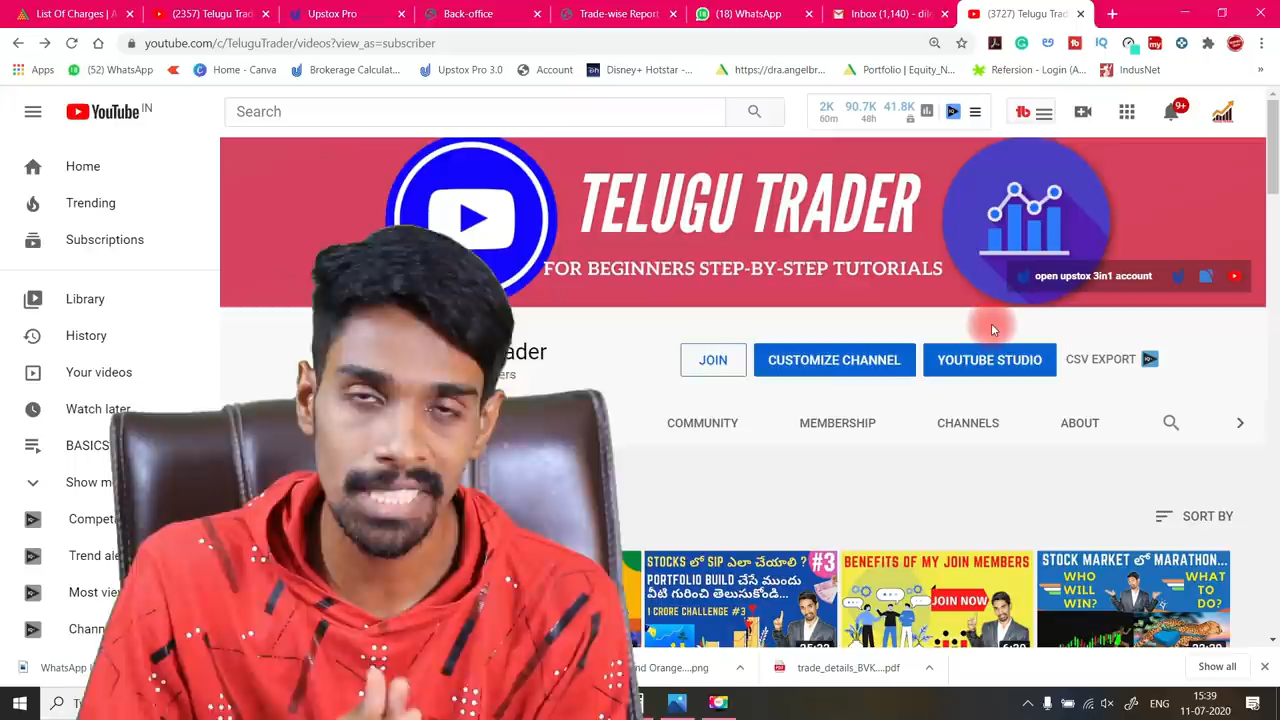 List Of Charges | A
(2357) Telugu Trad
Upstox Pro
Back-office
Trade-wise Report
(18) WhatsApp
Inbox (1,140) - dil
(3727) Telugu Trad
youtube.com/c/TeluguTrader/videos?view_as=subscriber
Apps
(52) WhatsApp
Home - Canva
Brokerage Calculat...
Upstox Pro 3.0
Account
Disney+ Hotstar -...
https://dra.angelbr...
Portfolio | Equity_N...
Refersion - Login (A...
IndusNet
YouTube IN
Search
2K 90.7K 41.8K
60m 48h
9+
Home
Trending
Subscriptions
Library
History
Your videos
Watch later
BASICS
Show m
Compet
Trend ale
Most view
Chann
TELUGU TRADER
FOR BEGINNERS STEP-BY-STEP TUTORIALS
open upstox 3in1 account
ader
ers
JOIN
CUSTOMIZE CHANNEL
YOUTUBE STUDIO
CSV EXPORT
COMMUNITY
MEMBERSHIP
CHANNELS
ABOUT
SORT BY
STOCKS లో SIP ఎలా చేయాలి ?
#3
PORTFOLIO BUILD చేసే ముందు
వీటి గురించి తెలుసుకోండి...
1 CRORE CHALLENGE #3
BENEFITS OF MY JOIN MEMBERS
JOIN NOW
STOCK MARKET లో MARATHON..
WHO
WILL
WIN?
WHAT
TO
DO?
WhatsApp I
nd Orange....png
trade_details_BVK....pdf
Show all
ENG
15:39
11-07-2020